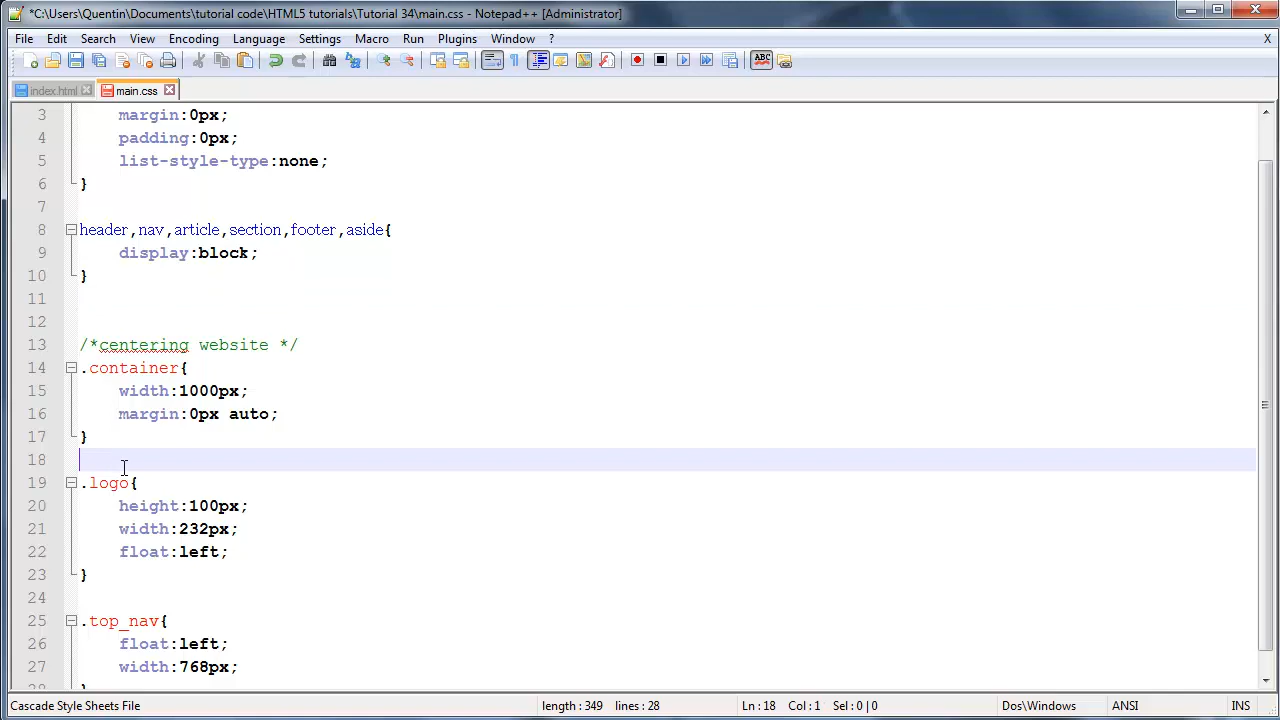 *C:\Users\Quentin\Documents\tutorial code\HTML5 tutorials\Tutorial 34\main.css - Notepad++ [Administrator]
File Edit Search View Encoding Language Settings Macro Run Plugins Window ? X
index.html main.css
3 margin:0px;
4 padding:0px;
5 list-style-type:none;
6 }
7
8 header,nav,article,section,footer,aside{
9 display:block;
10 }
11
12
13 /*centering website */
14 .container{
15 width:1000px;
16 margin:0px auto;
17 }
18
19 .logo{
20 height:100px;
21 width:232px;
22 float:left;
23 }
24
25 .top_nav{
26 float:left;
27 width:768px;
28 }
Cascade Style Sheets File length : 349 lines : 28 Ln : 18 Col : 1 Sel : 0 | 0 Dos\Windows ANSI INS